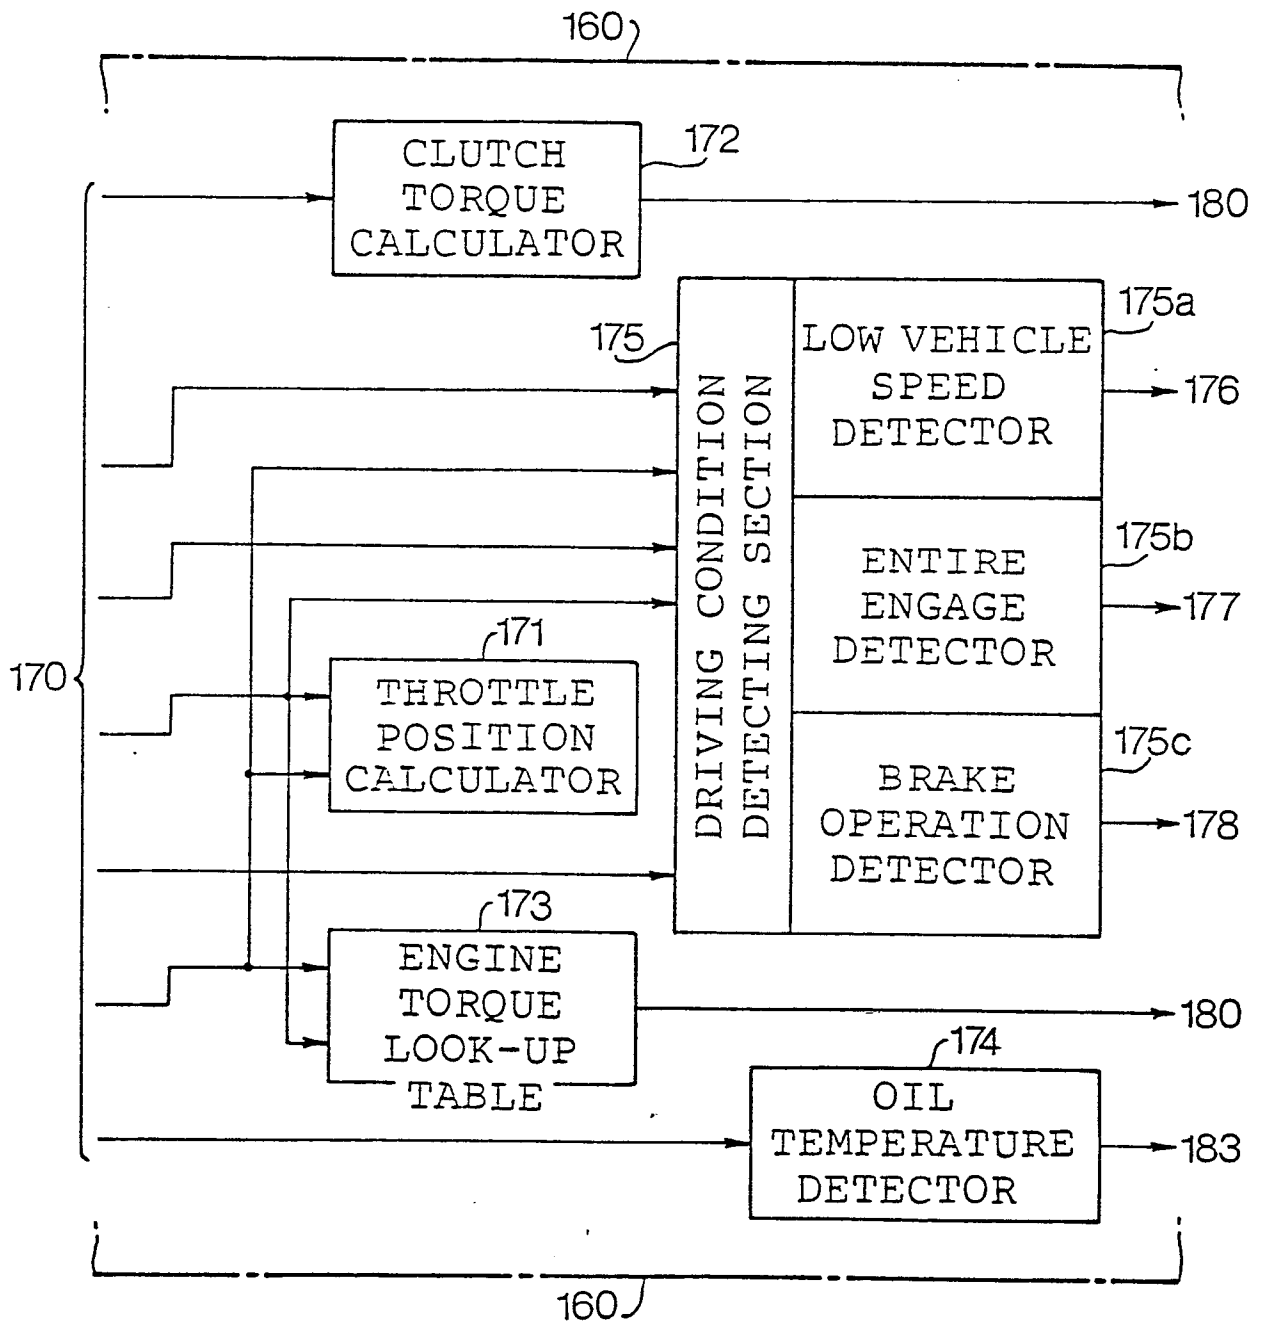 160
CLUTCH
TORQUE
CALCULATOR
172
180
175
DRIVING CONDITION
DETECTING SECTION
LOW VEHICLE
SPEED
DETECTOR
175a
176
ENTIRE
ENGAGE
DETECTOR
175b
177
170
171
THROTTLE
POSITION
CALCULATOR
BRAKE
OPERATION
DETECTOR
175c
178
173
ENGINE
TORQUE
LOOK-UP
TABLE
180
174
OIL
TEMPERATURE
DETECTOR
183
160